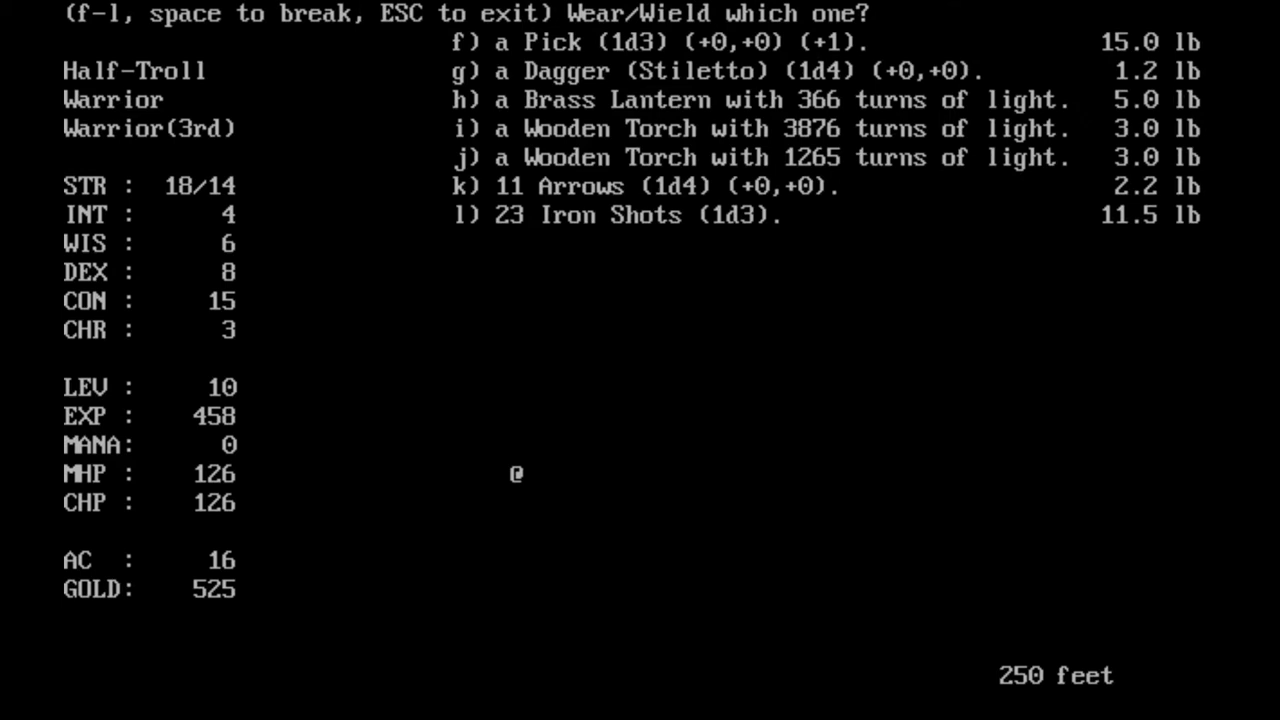 (f-l, space to break, ESC to exit) Wear/Wield which one?
f) a Pick (1d3) (+0,+0) (+1). 15.0 lb
Half-Troll g) a Dagger (Stiletto) (1d4) (+0,+0). 1.2 lb
Warrior h) a Brass Lantern with 366 turns of light. 5.0 lb
Warrior(3rd) i) a Wooden Torch with 3876 turns of light. 3.0 lb
j) a Wooden Torch with 1265 turns of light. 3.0 lb
STR : 18/14 k) 11 Arrows (1d4) (+0,+0). 2.2 lb
INT : 4 l) 23 Iron Shots (1d3). 11.5 lb
WIS : 6
DEX : 8
CON : 15
CHR : 3
LEV : 10
EXP : 458
MANA: 0
MHP : 126 @
CHP : 126
AC : 16
GOLD: 525
250 feet